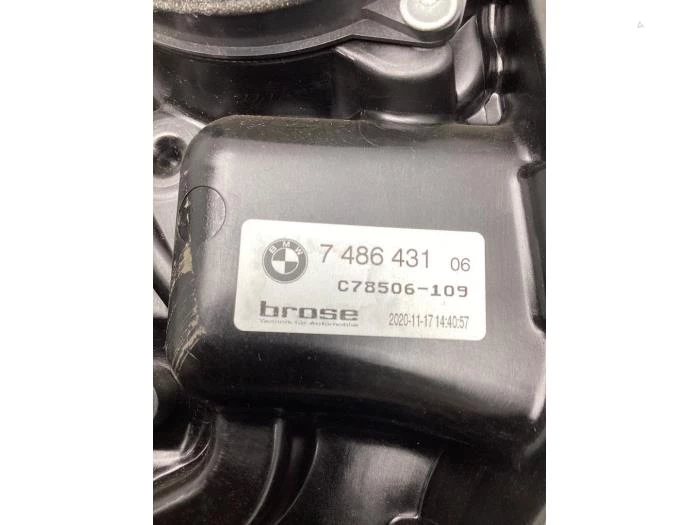 BMW
7 486 431 06
C78506-109
brose
Technik für Automobile
2020-11-17 14:40:57